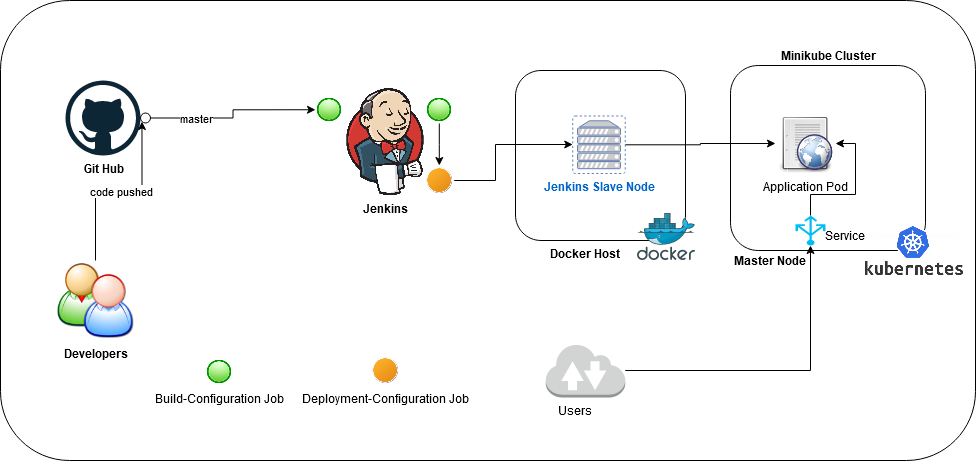 Minikube Cluster
master
Git Hub
code pushed
Jenkins
Jenkins Slave Node
Application Pod
Service
docker
Docker Host
Master Node
kubernetes
Developers
Build-Configuration Job
Deployment-Configuration Job
Users